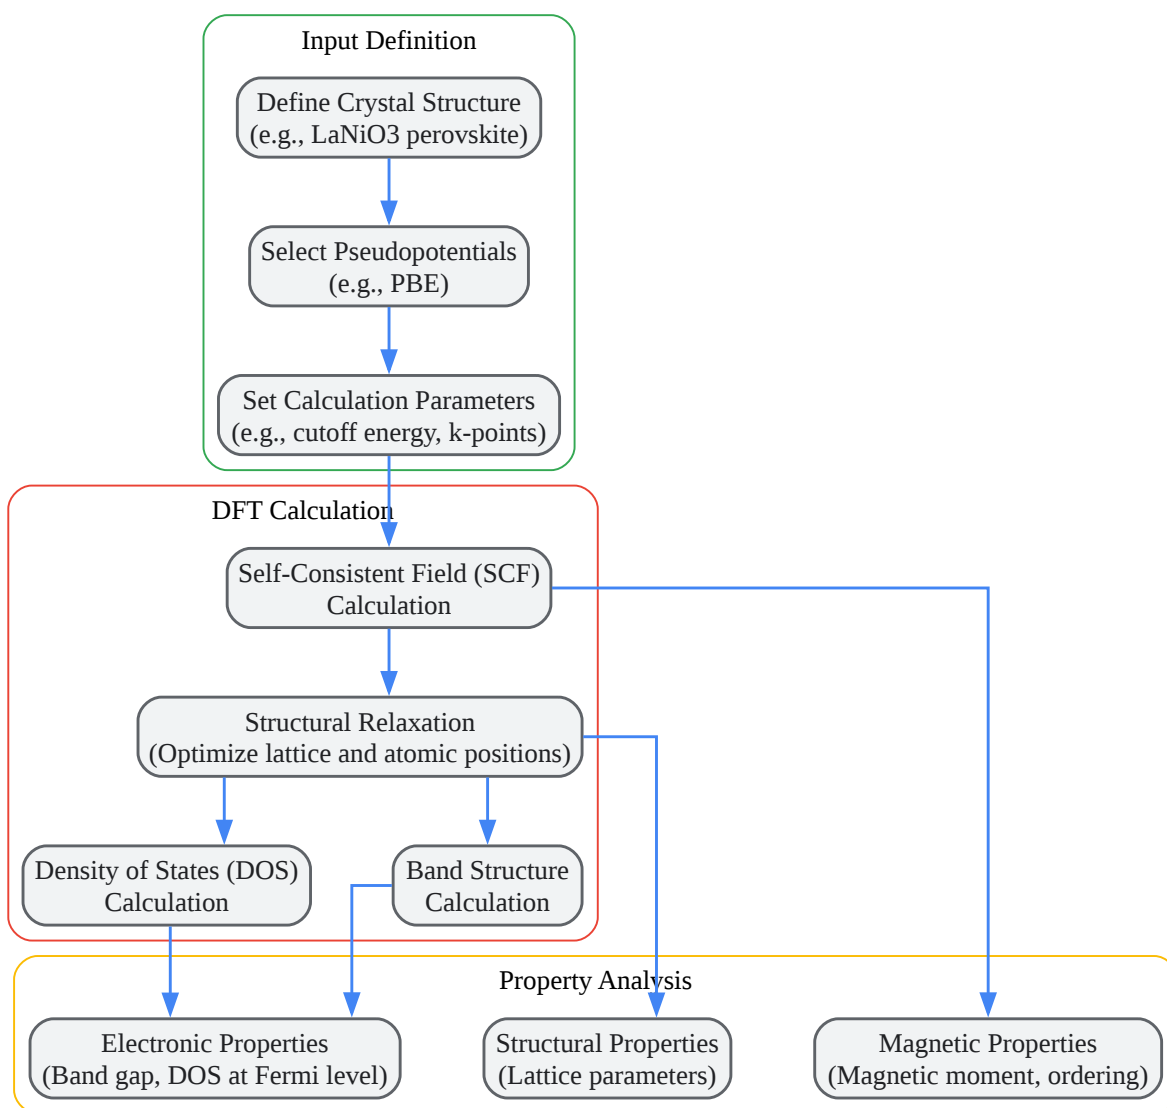 Input Definition
Define Crystal Structure
(e.g., LaNiO3 perovskite)
Select Pseudopotentials
(e.g., PBE)
Set Calculation Parameters
(e.g., cutoff energy, k-points)
DFT Calculation
Self-Consistent Field (SCF)
Calculation
Structural Relaxation
(Optimize lattice and atomic positions)
Density of States (DOS)
Calculation
Band Structure
Calculation
Property Analysis
Electronic Properties
(Band gap, DOS at Fermi level)
Structural Properties
(Lattice parameters)
Magnetic Properties
(Magnetic moment, ordering)